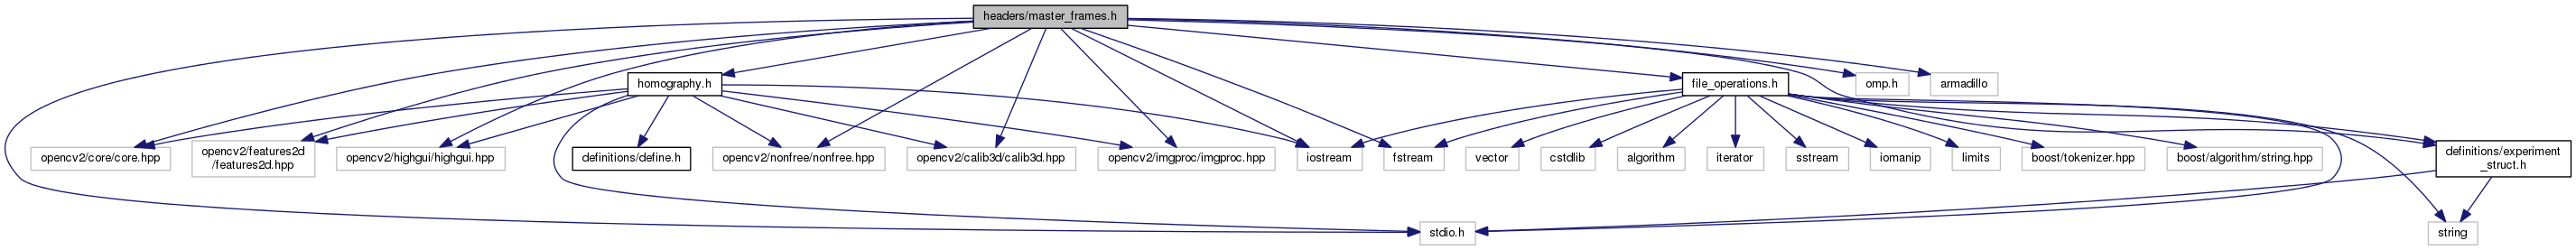 headers/master_frames.h
homography.h
file_operations.h
omp.h
armadillo
opencv2/core/core.hpp
opencv2/features2d
/features2d.hpp
opencv2/highgui/highgui.hpp
definitions/define.h
opencv2/nonfree/nonfree.hpp
opencv2/calib3d/calib3d.hpp
opencv2/imgproc/imgproc.hpp
iostream
fstream
vector
cstdlib
algorithm
iterator
sstream
iomanip
limits
boost/tokenizer.hpp
boost/algorithm/string.hpp
definitions/experiment
_struct.h
stdio.h
string